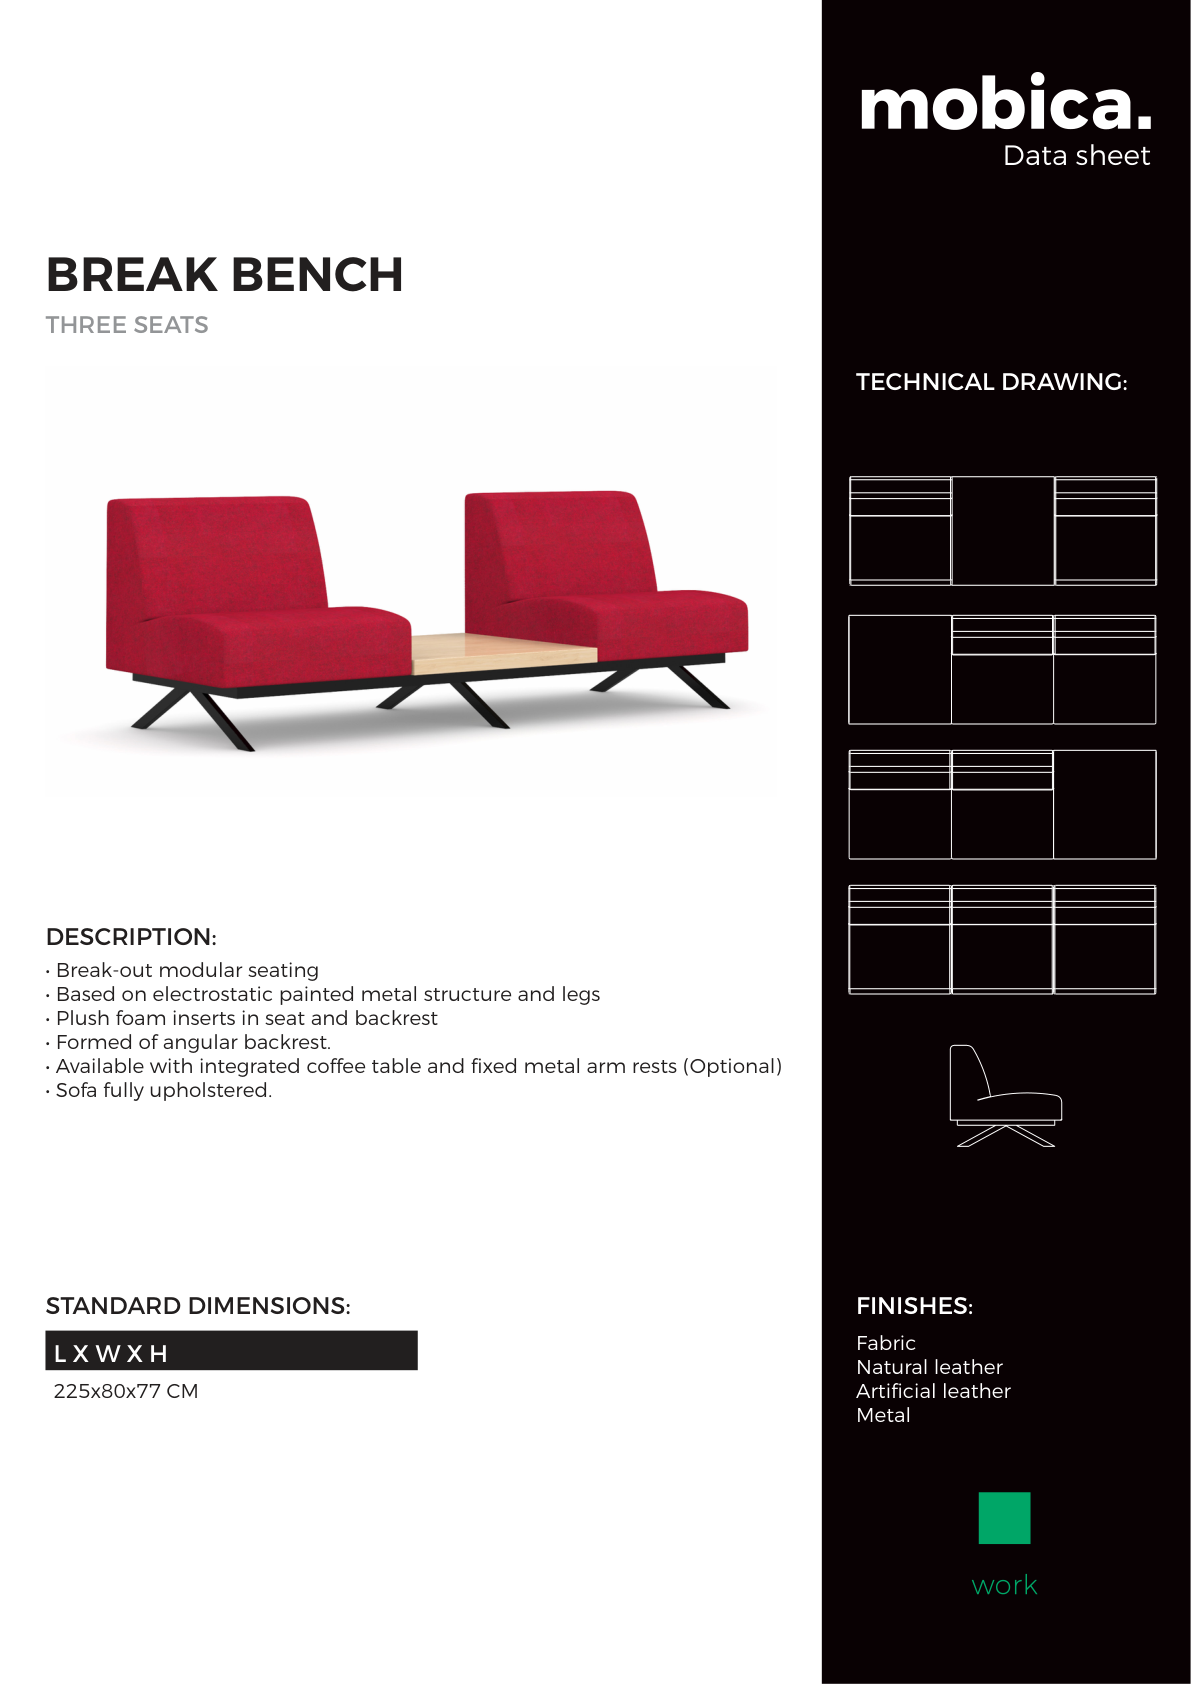 mobica.
Data sheet
BREAK BENCH
THREE SEATS
TECHNICAL DRAWING:
DESCRIPTION:
• Break-out modular seating
• Based on electrostatic painted metal structure and legs
• Plush foam inserts in seat and backrest
• Formed of angular backrest.
• Available with integrated coffee table and fixed metal arm rests (Optional)
• Sofa fully upholstered.
STANDARD DIMENSIONS:
L X W X H
225x80x77 CM
FINISHES:
Fabric
Natural leather
Artificial leather
Metal
work